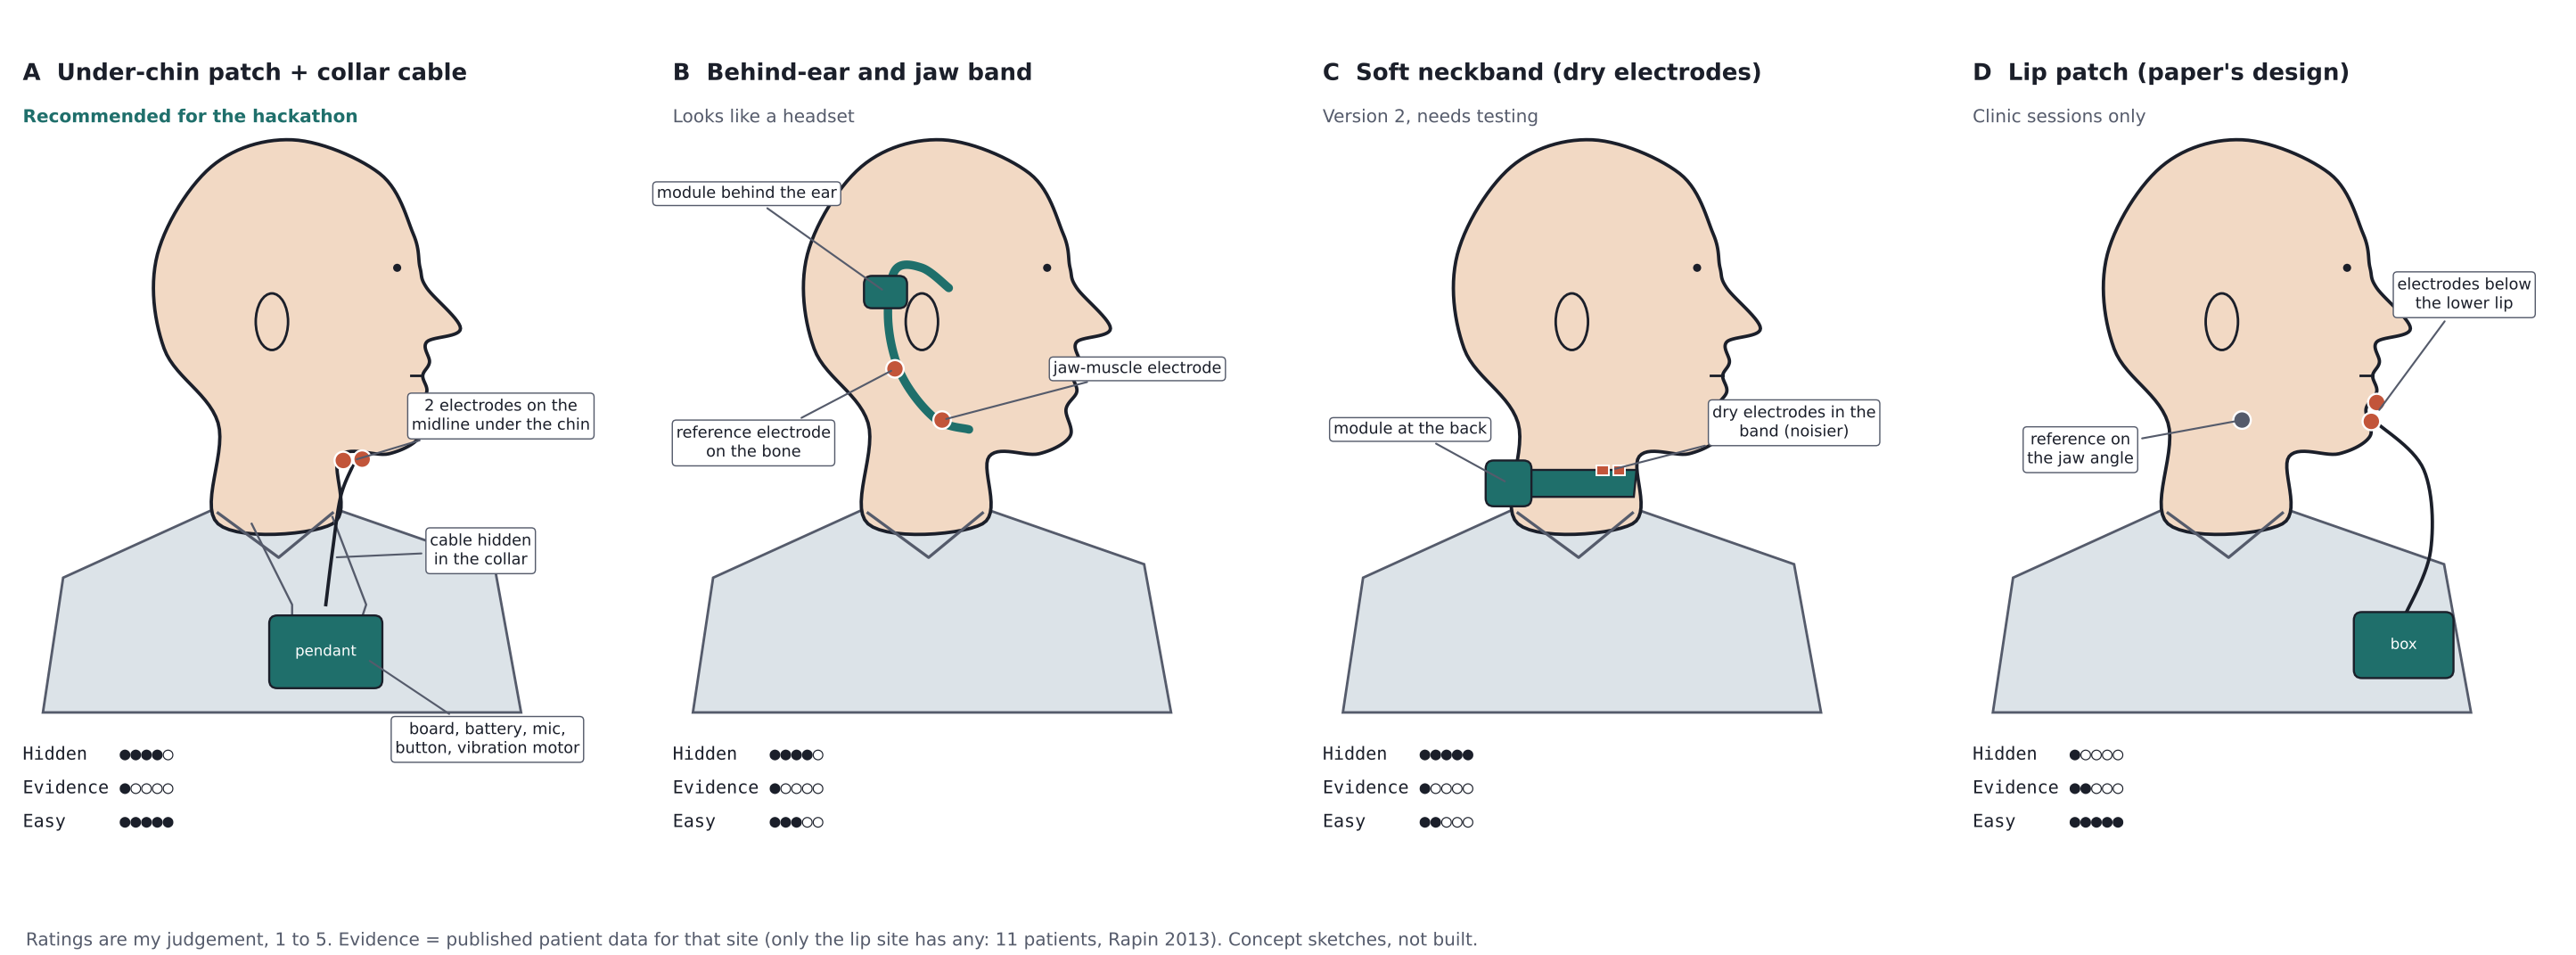 A  Under-chin patch + collar cable
Recommended for the hackathon
2 electrodes on the
midline under the chin
cable hidden
in the collar
pendant
board, battery, mic,
button, vibration motor
Hidden ●●●●○
Evidence ●○○○○
Easy ●●●●●
B  Behind-ear and jaw band
Looks like a headset
module behind the ear
jaw-muscle electrode
reference electrode
on the bone
Hidden ●●●●○
Evidence ●○○○○
Easy ●●●○○
C  Soft neckband (dry electrodes)
Version 2, needs testing
module at the back
dry electrodes in the
band (noisier)
Hidden ●●●●●
Evidence ●○○○○
Easy ●●○○○
D  Lip patch (paper's design)
Clinic sessions only
electrodes below
the lower lip
reference on
the jaw angle
box
Hidden ●○○○○
Evidence ●●○○○
Easy ●●●●●
Ratings are my judgement, 1 to 5. Evidence = published patient data for that site (only the lip site has any: 11 patients, Rapin 2013). Concept sketches, not built.